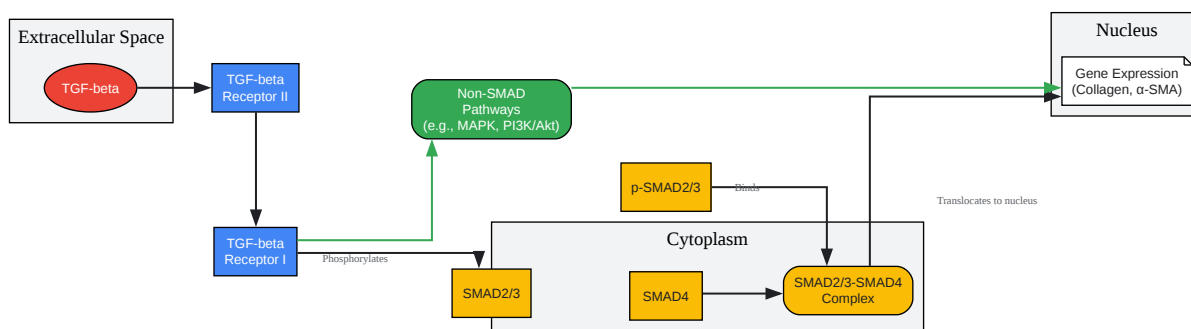 Extracellular Space
TGF-beta
TGF-beta
Receptor II
Non-SMAD
Pathways
(e.g., MAPK, PI3K/Akt)
Nucleus
Gene Expression
(Collagen, α-SMA)
p-SMAD2/3
Binds
Translocates to nucleus
TGF-beta
Receptor I
Phosphorylates
Cytoplasm
SMAD2/3
SMAD4
SMAD2/3-SMAD4
Complex